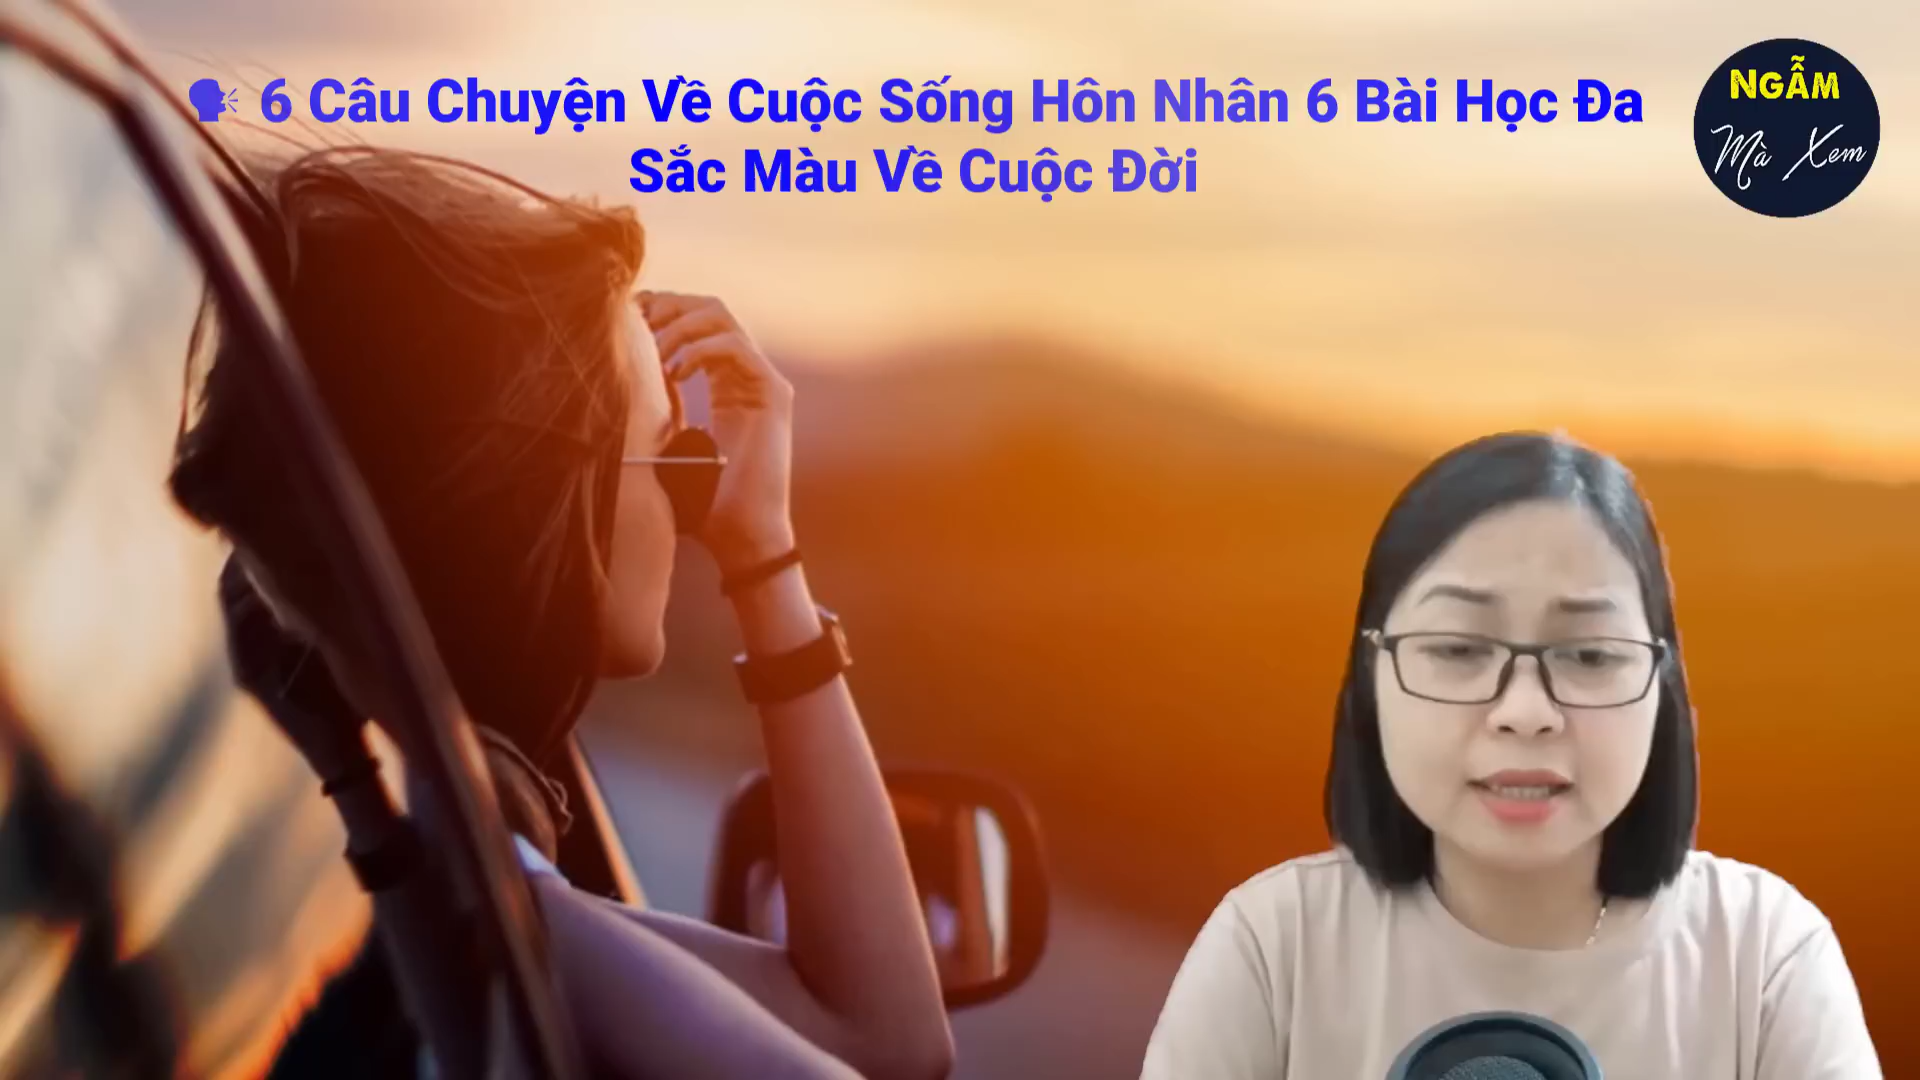 🗣 6 Câu Chuyện Về Cuộc Sống Hôn Nhân 6 Bài Học Đa
Sắc Màu Về Cuộc Đời
NGẪM
Mà Xem